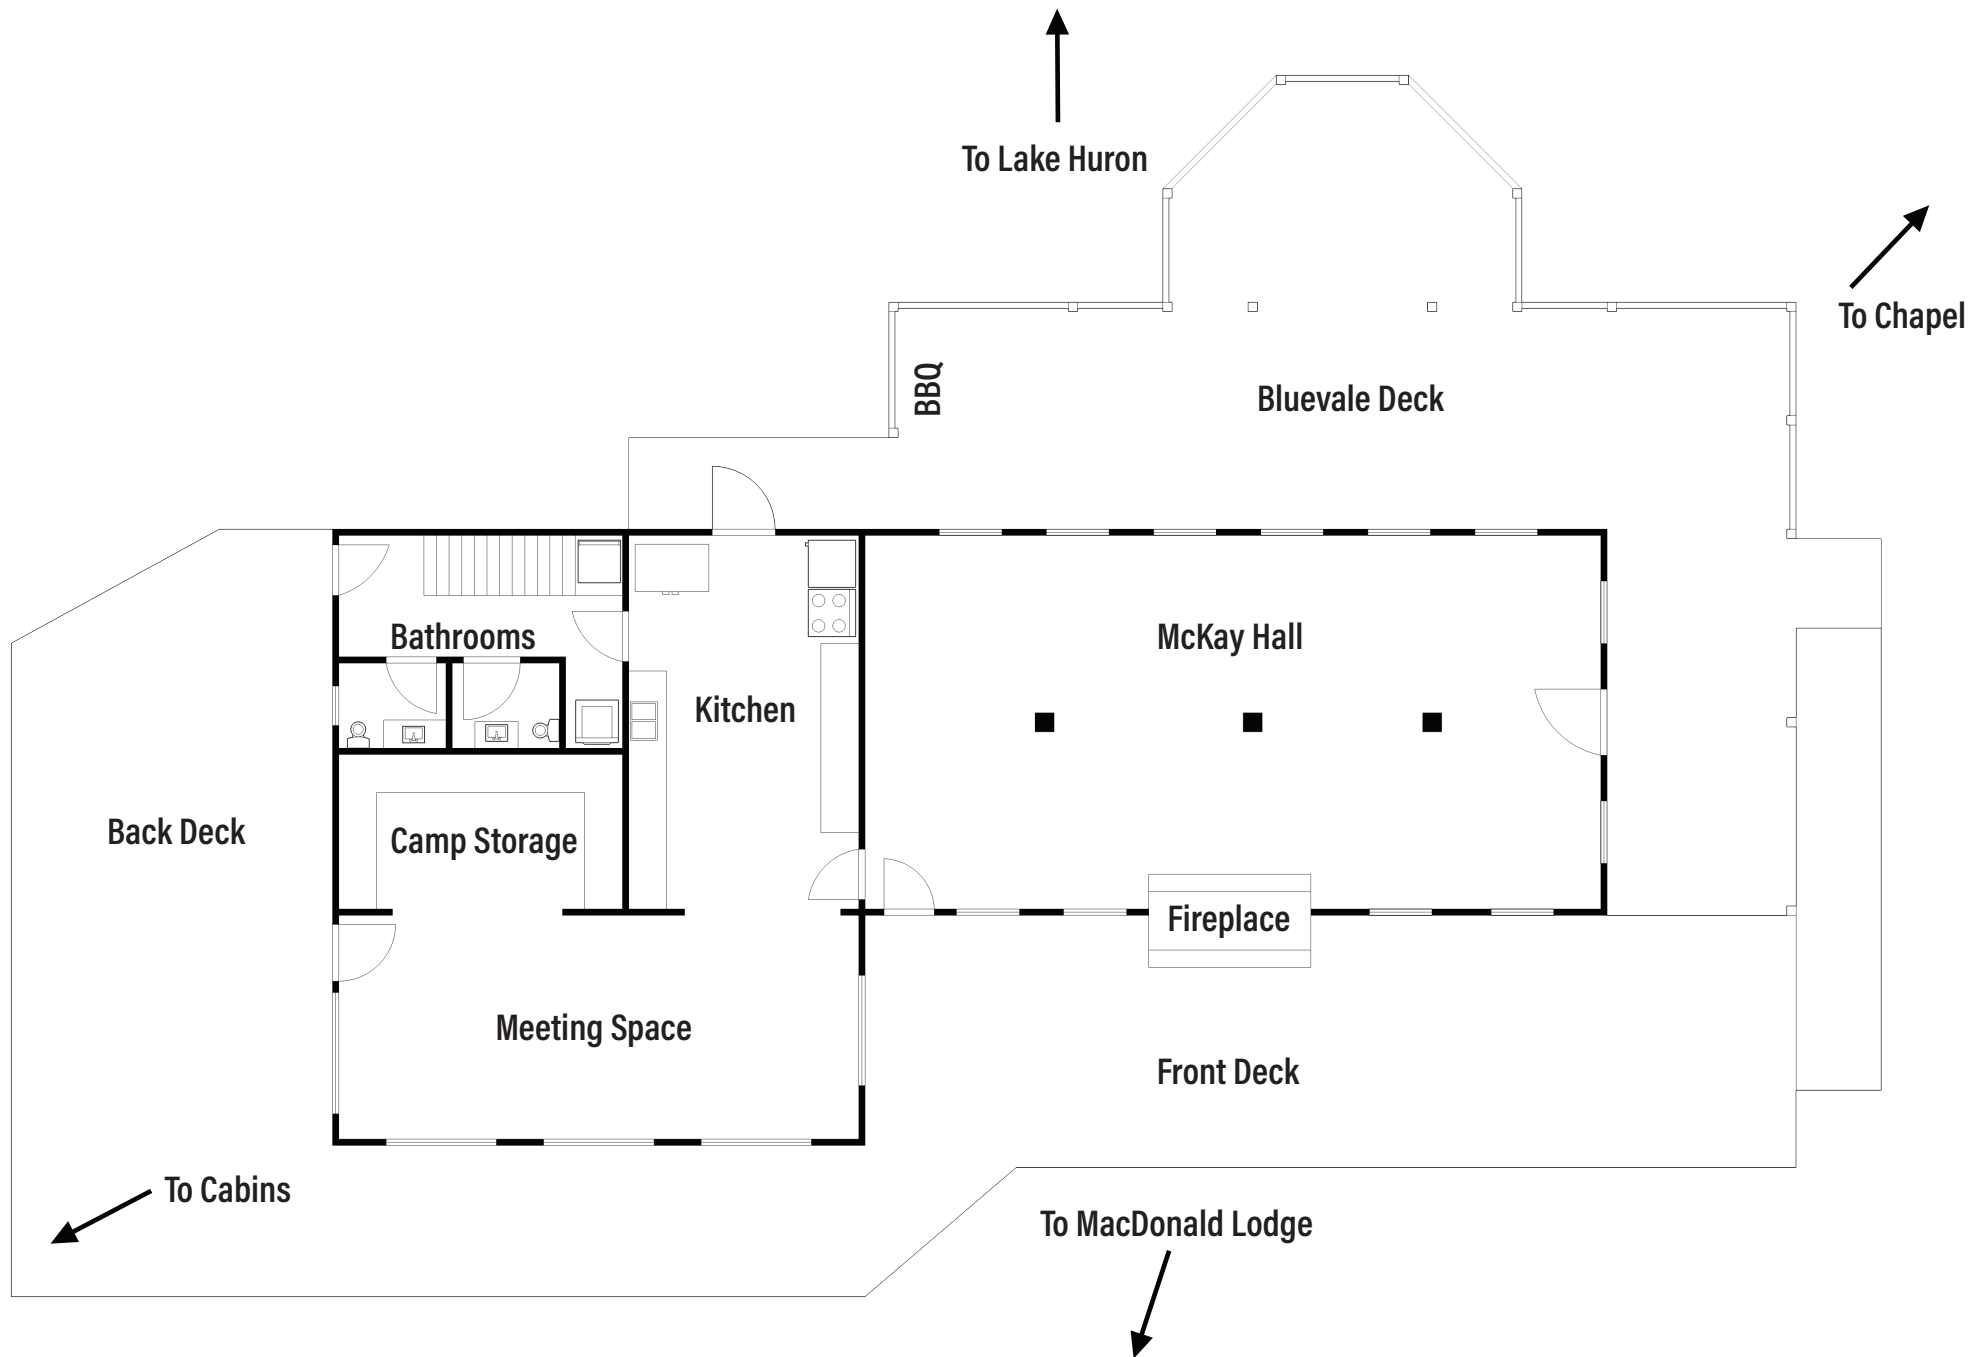 To Lake Huron
To Chapel
BBQ
Bluevale Deck
Bathrooms
McKay Hall
Kitchen
Back Deck
Camp Storage
Fireplace
Meeting Space
Front Deck
To Cabins
To MacDonald Lodge